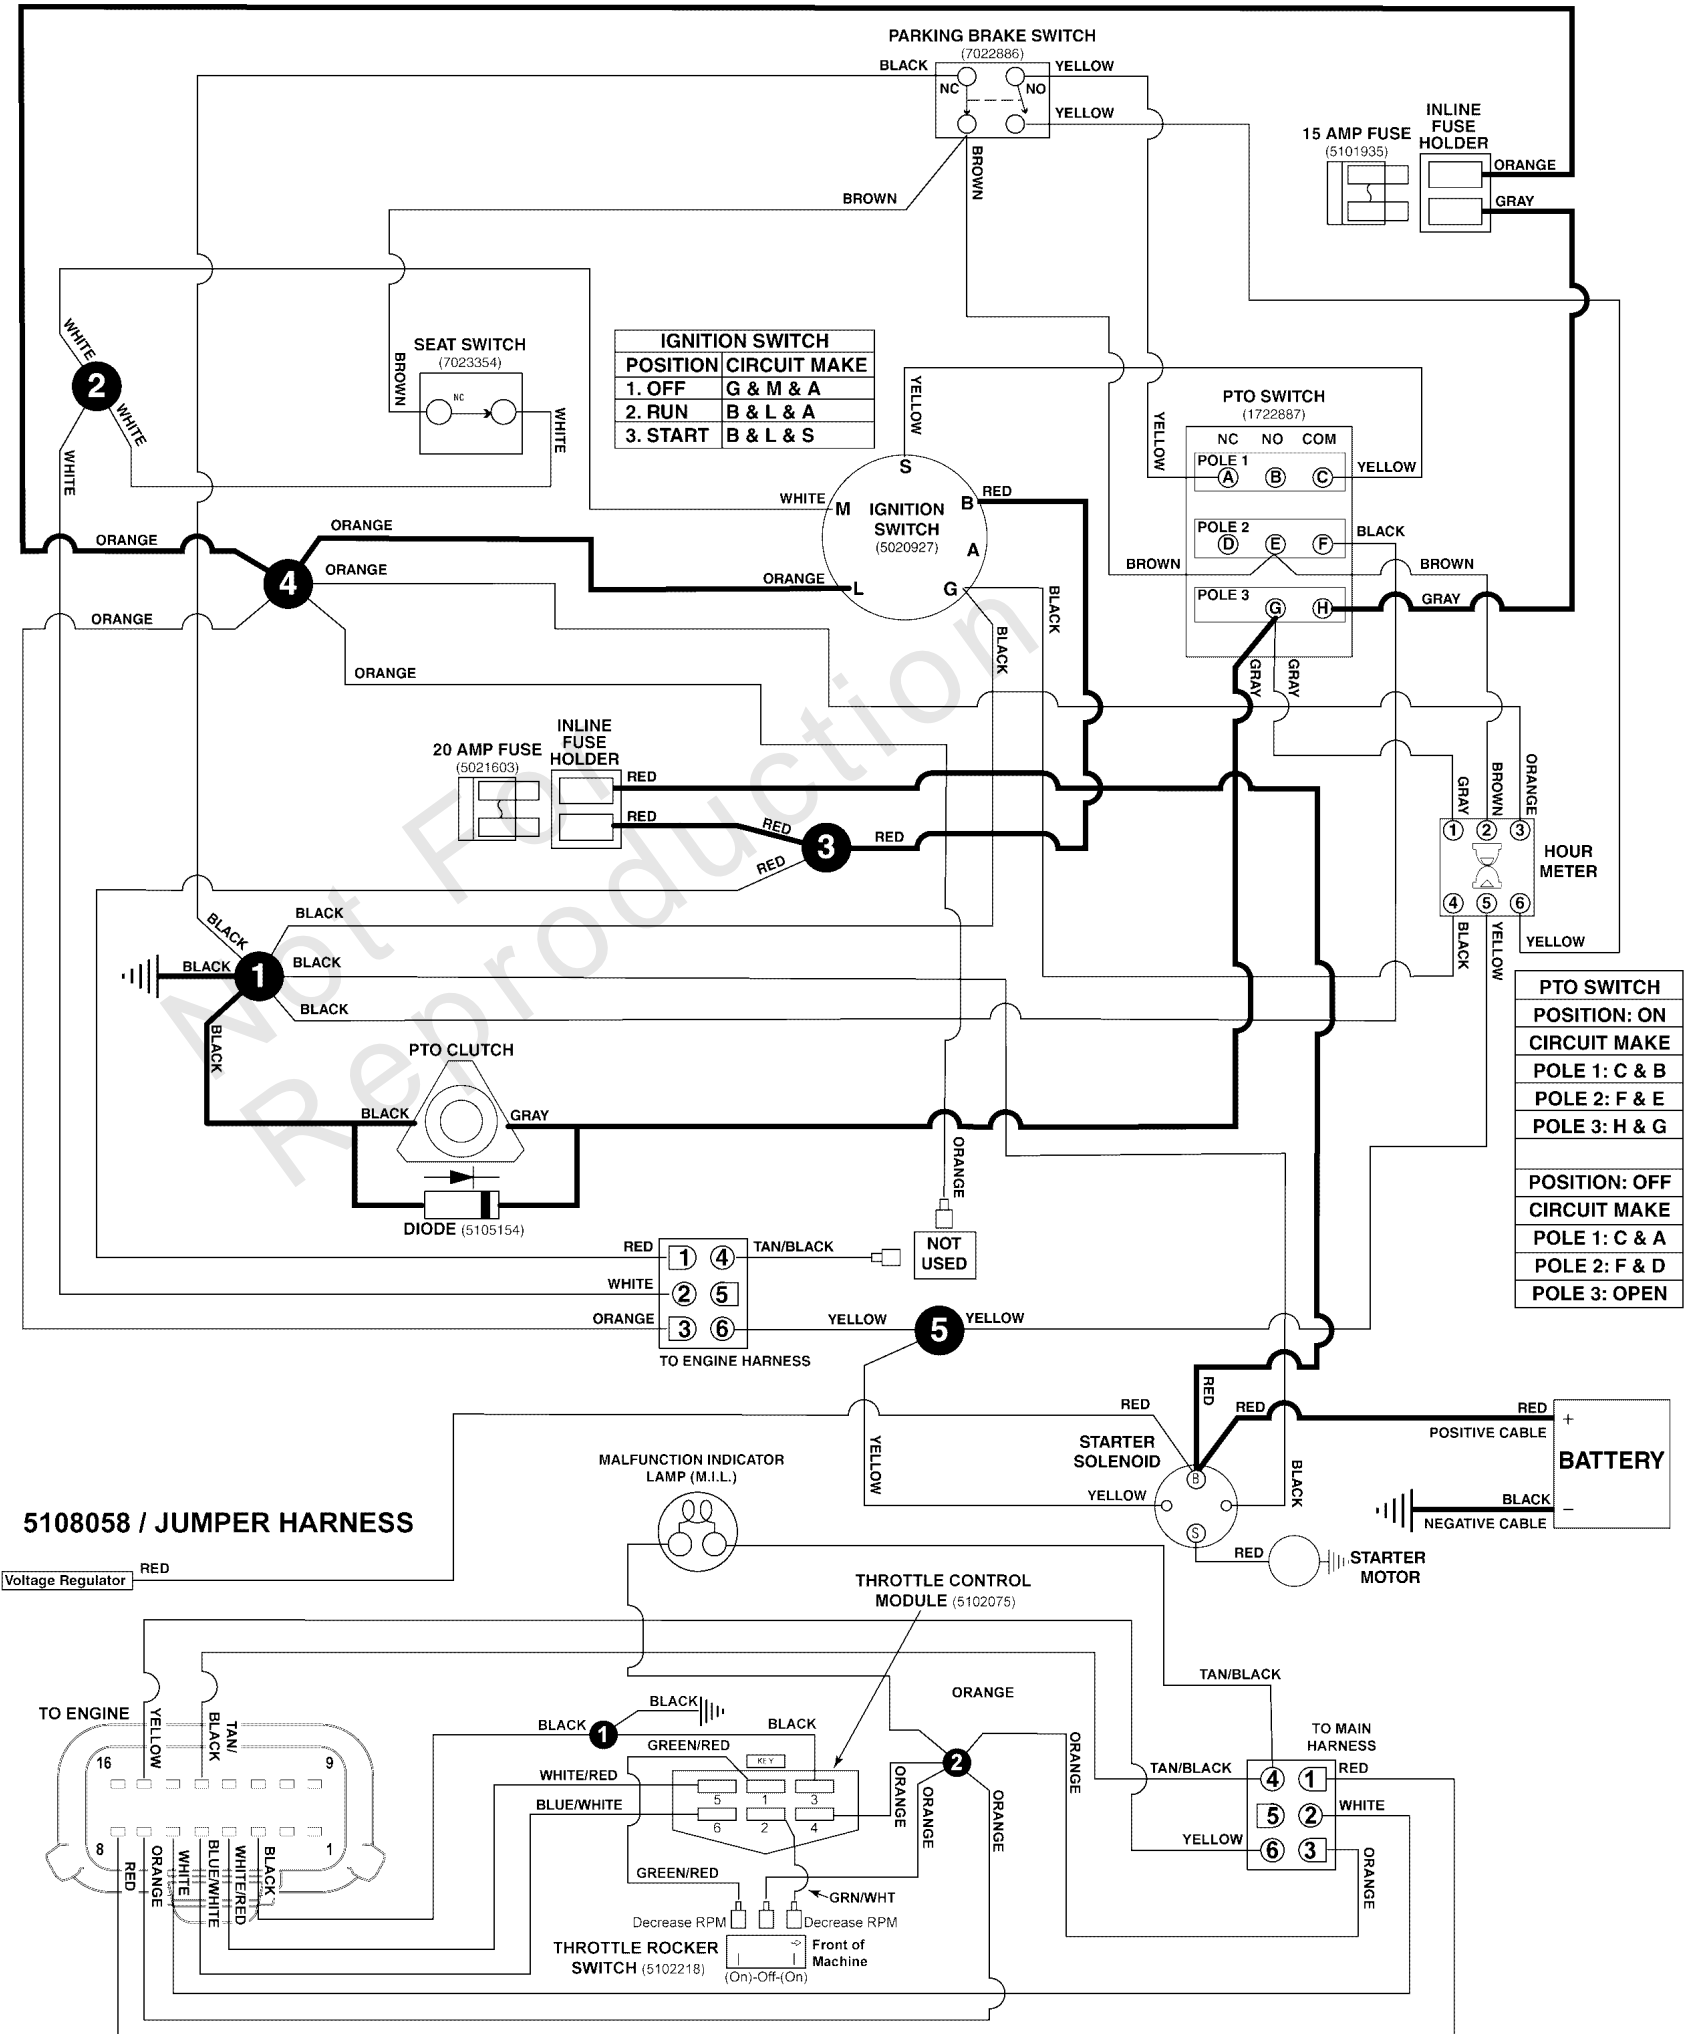 PARKING BRAKE SWITCH
(7022886)
BLACK
YELLOW
NC
NO
YELLOW
BROWN
BROWN
INLINE
FUSE
HOLDER
15 AMP FUSE
(5101935)
ORANGE
GRAY
WHITE
2
WHITE
WHITE
SEAT SWITCH
(7023354)
NC
BROWN
WHITE
IGNITION SWITCH
POSITION CIRCUIT MAKE
1. OFF G & M & A
2. RUN B & L & A
3. START B & L & S
YELLOW
S
WHITE
M
IGNITION
SWITCH
(5020927)
B
RED
A
ORANGE
L
G
BLACK
BLACK
YELLOW
PTO SWITCH
(1722887)
NC NO COM
POLE 1
A B C
YELLOW
POLE 2
D E F
BLACK
BROWN
BROWN
POLE 3
G H
GRAY
GRAY
GRAY
ORANGE
ORANGE
4
ORANGE
ORANGE
ORANGE
INLINE
FUSE
HOLDER
20 AMP FUSE
(5021603)
RED
RED
RED
3
RED
RED
GRAY
BROWN
ORANGE
1 2 3
HOUR
METER
4 5 6
BLACK
YELLOW
YELLOW
Not For
Reproduction
BLACK
BLACK
BLACK
1
BLACK
BLACK
BLACK
PTO CLUTCH
BLACK
GRAY
DIODE (5105154)
PTO SWITCH
POSITION: ON
CIRCUIT MAKE
POLE 1: C & B
POLE 2: F & E
POLE 3: H & G
POSITION: OFF
CIRCUIT MAKE
POLE 1: C & A
POLE 2: F & D
POLE 3: OPEN
ORANGE
NOT
USED
RED
1 4
TAN/BLACK
WHITE
2 5
ORANGE
3 6
YELLOW
5
YELLOW
TO ENGINE HARNESS
RED
RED
RED
RED
POSITIVE CABLE
+
BATTERY
BLACK
–
NEGATIVE CABLE
STARTER
SOLENOID
B
YELLOW
YELLOW
BLACK
S
RED
STARTER
MOTOR
MALFUNCTION INDICATOR
LAMP (M.I.L.)
5108058 / JUMPER HARNESS
Voltage Regulator
RED
THROTTLE CONTROL
MODULE (5102075)
TAN/BLACK
ORANGE
TO ENGINE
YELLOW
TAN/
BLACK
16 9
8 1
RED
ORANGE
WHITE
BLUE/WHITE
WHITE/RED
BLACK
BLACK
1
BLACK
BLACK
GREEN/RED
KEY
WHITE/RED
BLUE/WHITE
5 1 3
6 2 4
2
ORANGE
ORANGE
ORANGE
ORANGE
TO MAIN
HARNESS
TAN/BLACK
4 1
RED
5 2
WHITE
YELLOW
6 3
ORANGE
GREEN/RED
GRN/WHT
Decrease RPM
Decrease RPM
THROTTLE ROCKER
SWITCH (5102218)
Front of
Machine
(On)-Off-(On)